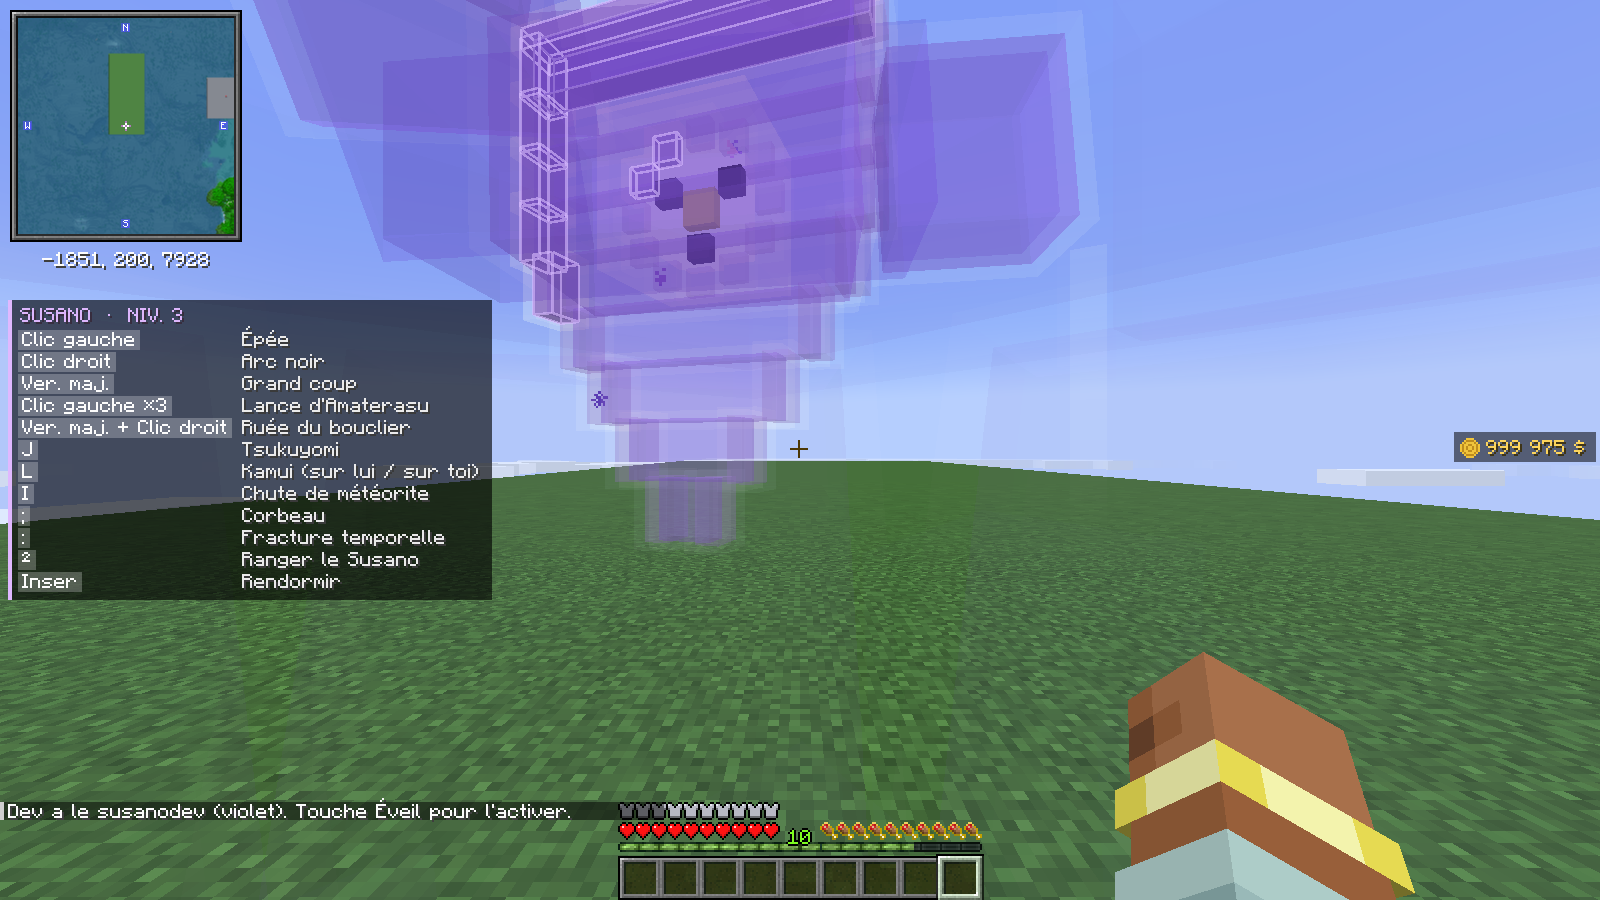 N
W
E
S
-1851, 200, 7928
SUSANO · NIV. 3
Clic gauche Épée
Clic droit Arc noir
Ver. maj. Grand coup
Clic gauche ×3 Lance d'Amaterasu
Ver. maj. + Clic droit Ruée du bouclier
J Tsukuyomi
L Kamui (sur lui / sur toi)
I Chute de météorite
: Corbeau
: Fracture temporelle
² Ranger le Susano
Inser Rendormir
999 975 $
Dev a le susanodev (violet). Touche Éveil pour l'activer.
10